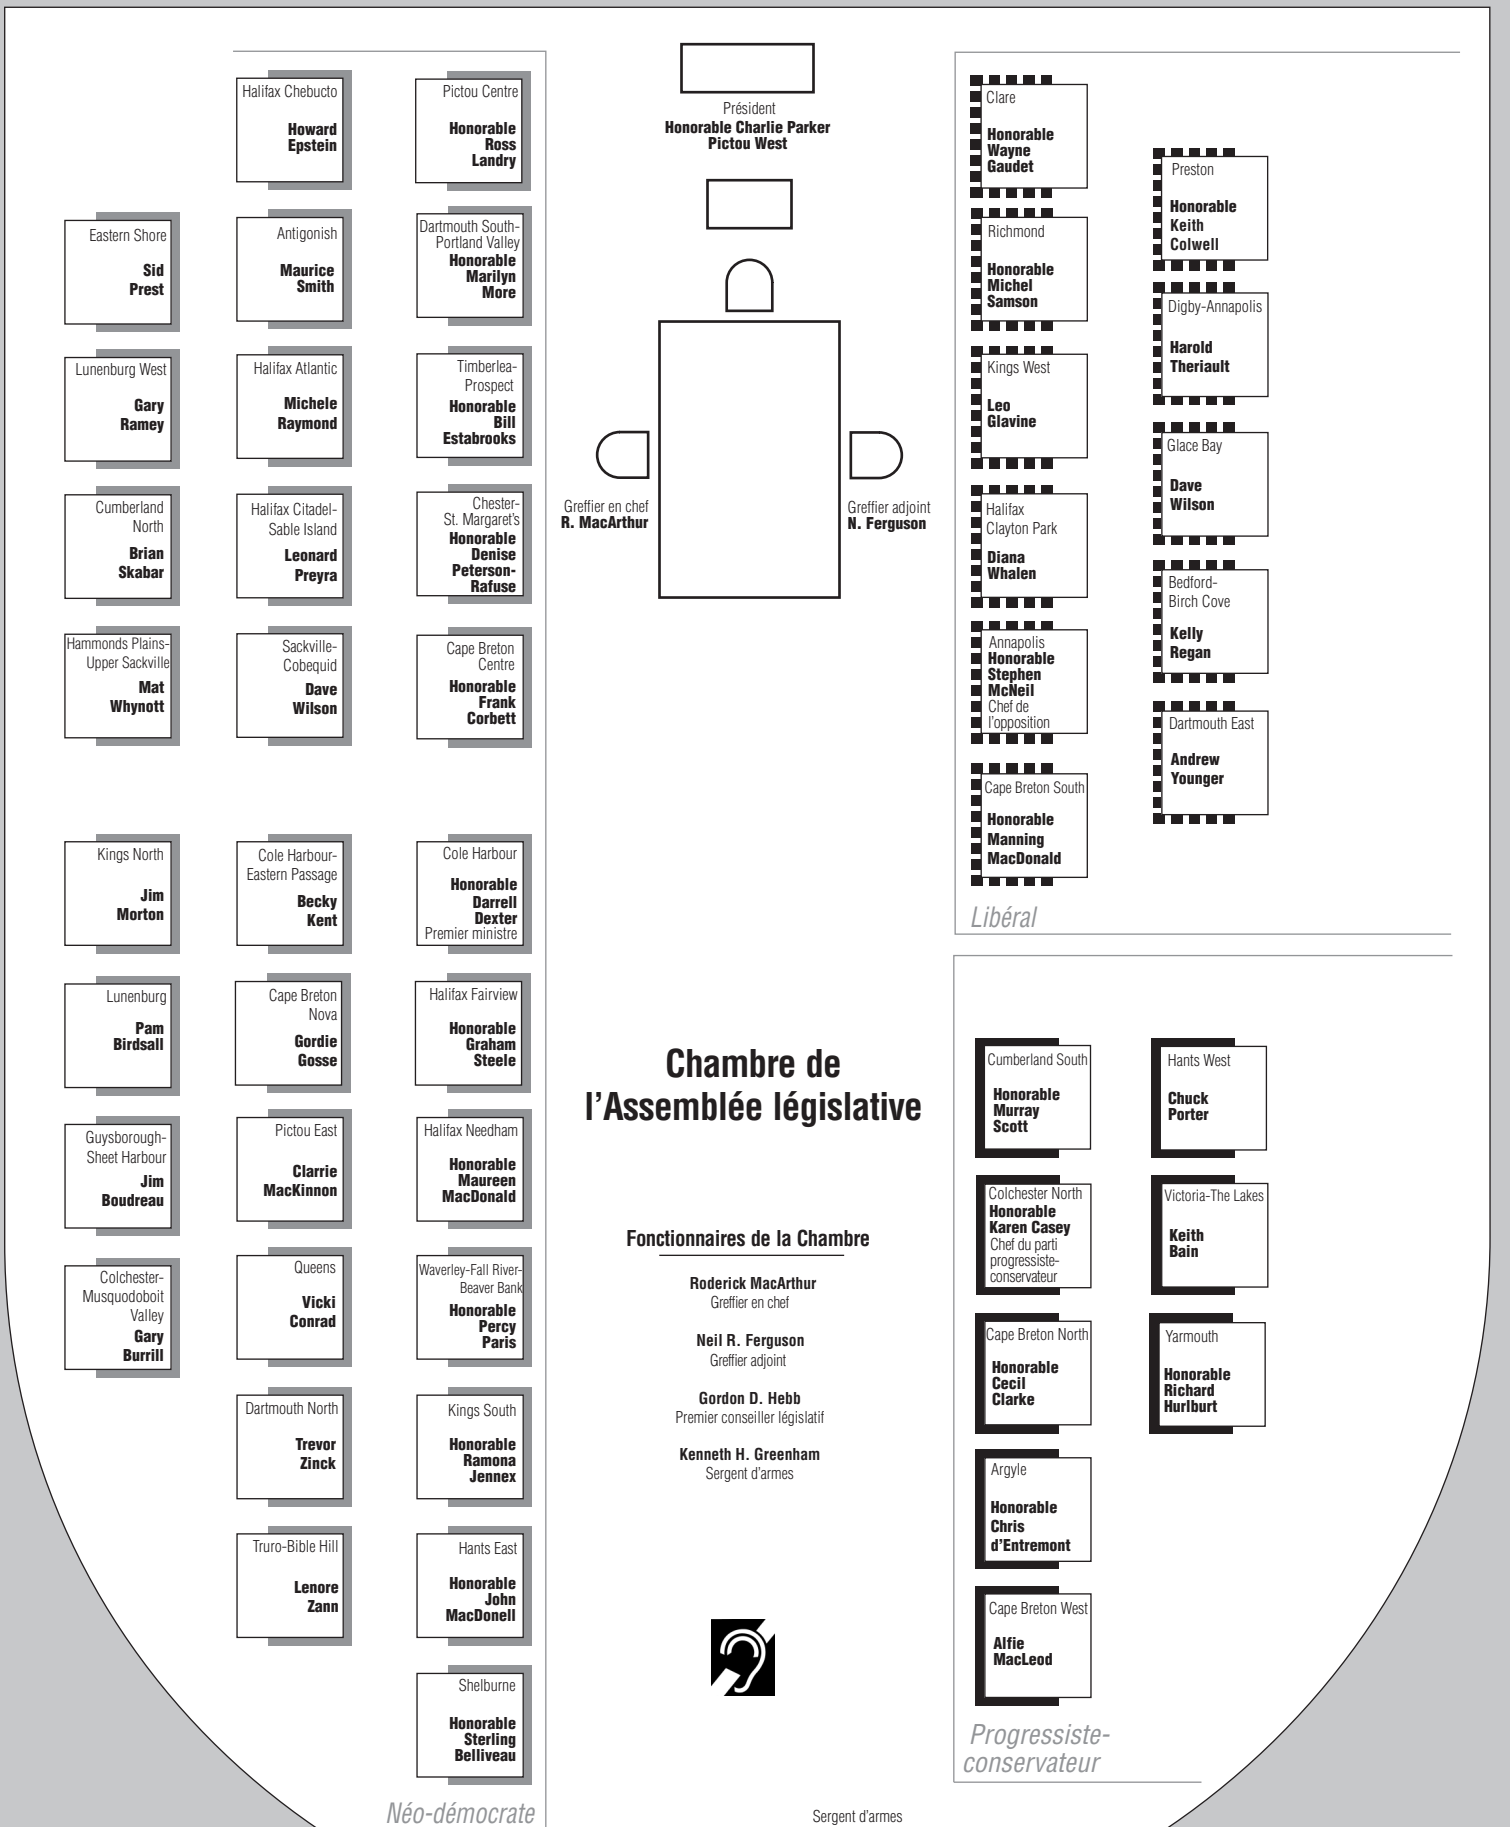 Halifax Chebucto
Howard
Epstein
Pictou Centre
Honorable
Ross
Landry
Eastern Shore
Sid
Prest
Antigonish
Maurice
Smith
Dartmouth South-
Portland Valley
Honorable
Marilyn
More
Lunenburg West
Gary
Ramey
Halifax Atlantic
Michele
Raymond
Timberlea-
Prospect
Honorable
Bill
Estabrooks
Cumberland
North
Brian
Skabar
Halifax Citadel-
Sable Island
Leonard
Preyra
Chester-
St. Margaret's
Honorable
Denise
Peterson-
Rafuse
Hammonds Plains-
Upper Sackville
Mat
Whynott
Sackville-
Cobequid
Dave
Wilson
Cape Breton
Centre
Honorable
Frank
Corbett
Kings North
Jim
Morton
Cole Harbour-
Eastern Passage
Becky
Kent
Cole Harbour
Honorable
Darrell
Dexter
Premier ministre
Lunenburg
Pam
Birdsall
Cape Breton
Nova
Gordie
Gosse
Halifax Fairview
Honorable
Graham
Steele
Guysborough-
Sheet Harbour
Jim
Boudreau
Pictou East
Clarrie
MacKinnon
Halifax Needham
Honorable
Maureen
MacDonald
Colchester-
Musquodoboit
Valley
Gary
Burrill
Queens
Vicki
Conrad
Waverley-Fall River-
Beaver Bank
Honorable
Percy
Paris
Dartmouth North
Trevor
Zinck
Kings South
Honorable
Ramona
Jennex
Truro-Bible Hill
Lenore
Zann
Hants East
Honorable
John
MacDonell
Shelburne
Honorable
Sterling
Belliveau
Néo-démocrate
Président
Honorable Charlie Parker
Pictou West
Greffier en chef
R. MacArthur
Greffier adjoint
N. Ferguson
Chambre de
l'Assemblée législative
Fonctionnaires de la Chambre
Roderick MacArthur
Greffier en chef
Neil R. Ferguson
Greffier adjoint
Gordon D. Hebb
Premier conseiller législatif
Kenneth H. Greenham
Sergent d'armes
Sergent d'armes
Clare
Honorable
Wayne
Gaudet
Preston
Honorable
Keith
Colwell
Richmond
Honorable
Michel
Samson
Digby-Annapolis
Harold
Theriault
Kings West
Leo
Glavine
Glace Bay
Dave
Wilson
Halifax
Clayton Park
Diana
Whalen
Bedford-
Birch Cove
Kelly
Regan
Annapolis
Honorable
Stephen
McNeil
Chef de
l'opposition
Dartmouth East
Andrew
Younger
Cape Breton South
Honorable
Manning
MacDonald
Libéral
Cumberland South
Honorable
Murray
Scott
Hants West
Chuck
Porter
Colchester North
Honorable
Karen Casey
Chef du parti
progressiste-
conservateur
Victoria-The Lakes
Keith
Bain
Cape Breton North
Honorable
Cecil
Clarke
Yarmouth
Honorable
Richard
Hurlburt
Argyle
Honorable
Chris
d'Entremont
Cape Breton West
Alfie
MacLeod
Progressiste-
conservateur